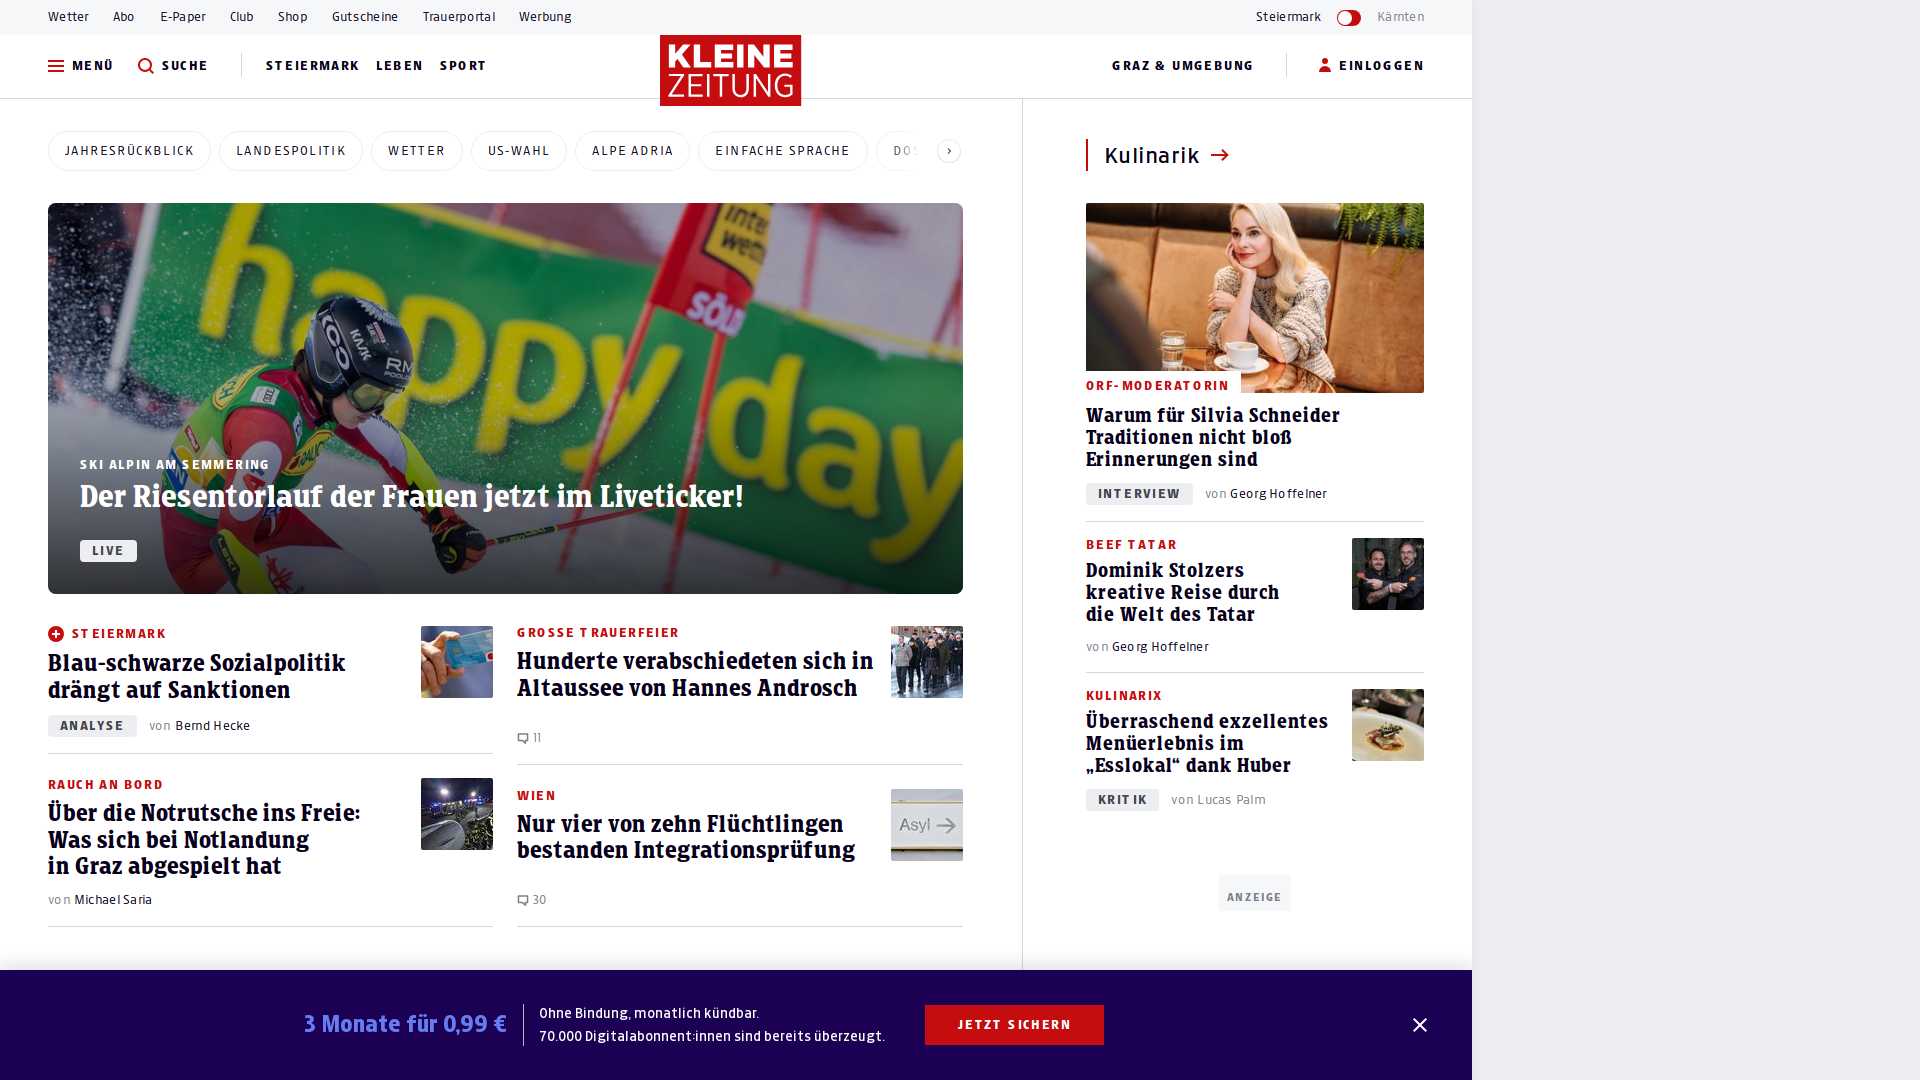 Wetter Abo E-Paper Club Shop Gutscheine Trauerportal Werbung
Steiermark Kärnten
MENÜ SUCHE STEIERMARK LEBEN SPORT
KLEINE
ZEITUNG
GRAZ & UMGEBUNG EINLOGGEN
JAHRESRÜCKBLICK LANDESPOLITIK WETTER US-WAHL ALPE ADRIA EINFACHE SPRACHE
happy day
SKI ALPIN AM SEMMERING
Der Riesentorlauf der Frauen jetzt im Liveticker!
LIVE
STEIERMARK
Blau-schwarze Sozialpolitik
drängt auf Sanktionen
ANALYSE von Bernd Hecke
RAUCH AN BORD
Über die Notrutsche ins Freie:
Was sich bei Notlandung
in Graz abgespielt hat
von Michael Saria
GROSSE TRAUERFEIER
Hunderte verabschiedeten sich in
Altaussee von Hannes Androsch
11
WIEN
Nur vier von zehn Flüchtlingen
bestanden Integrationsprüfung
Asyl
30
Kulinarik
ORF-MODERATORIN
Warum für Silvia Schneider
Traditionen nicht bloß
Erinnerungen sind
INTERVIEW von Georg Hoffelner
BEEF TATAR
Dominik Stolzers
kreative Reise durch
die Welt des Tatar
von Georg Hoffelner
KULINARIX
Überraschend exzellentes
Menüerlebnis im
„Esslokal“ dank Huber
KRITIK von Lucas Palm
ANZEIGE
3 Monate für 0,99 €
Ohne Bindung, monatlich kündbar.
70.000 Digitalabonnent:innen sind bereits überzeugt.
JETZT SICHERN